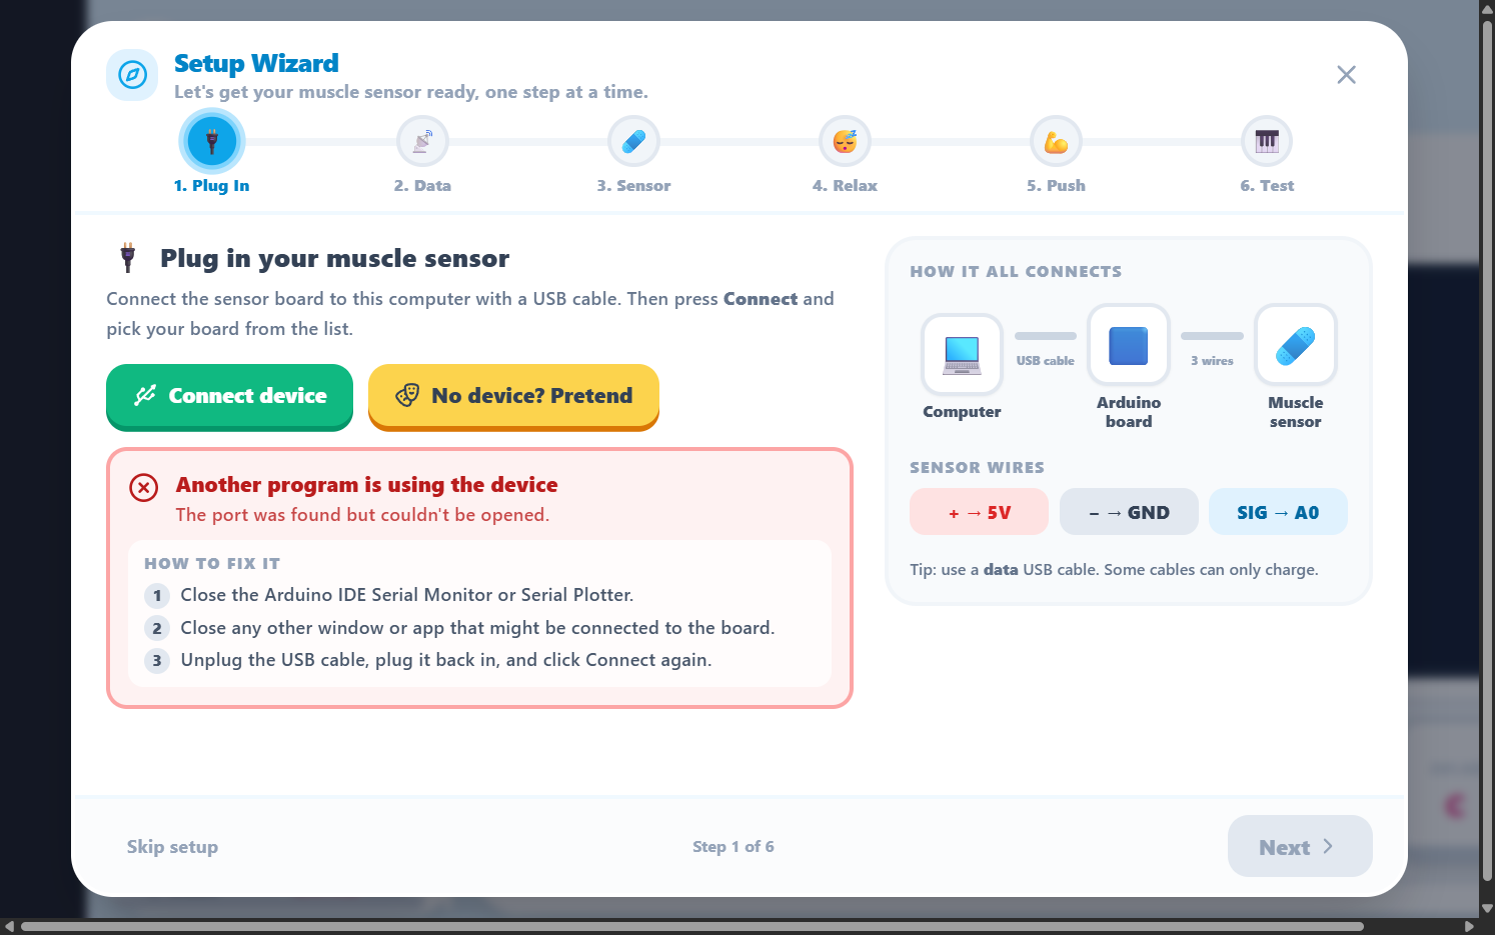 Setup Wizard
Let's get your muscle sensor ready, one step at a time.
1. Plug In
2. Data
3. Sensor
4. Relax
5. Push
6. Test
Plug in your muscle sensor
Connect the sensor board to this computer with a USB cable. Then press Connect and
pick your board from the list.
Connect device
No device? Pretend
Another program is using the device
The port was found but couldn't be opened.
HOW TO FIX IT
1 Close the Arduino IDE Serial Monitor or Serial Plotter.
2 Close any other window or app that might be connected to the board.
3 Unplug the USB cable, plug it back in, and click Connect again.
HOW IT ALL CONNECTS
USB cable
3 wires
Computer
Arduino
board
Muscle
sensor
SENSOR WIRES
+ → 5V
− → GND
SIG → A0
Tip: use a data USB cable. Some cables can only charge.
Skip setup
Step 1 of 6
Next